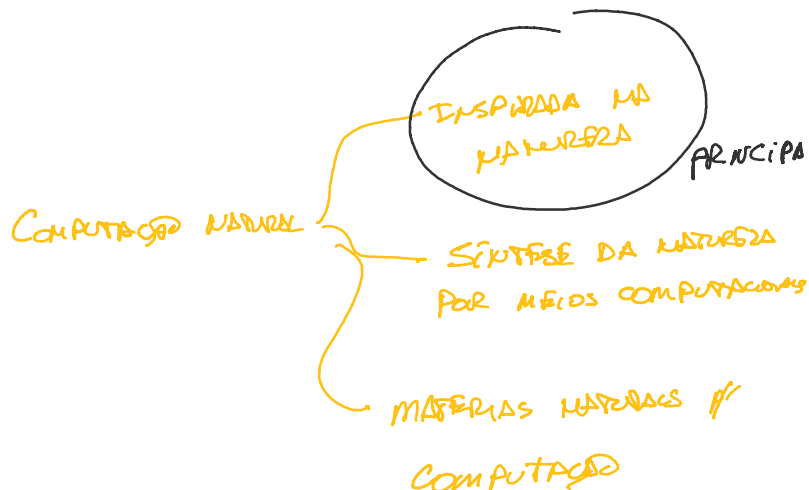 INSPIRADA NA
NATUREZA
PRINCIPA
COMPUTAÇÃO NATURAL
SÍNTESE DA NATUREZA
POR MEIOS COMPUTACIONAIS
MATERIAS NATURAIS P/
COMPUTAÇÃO